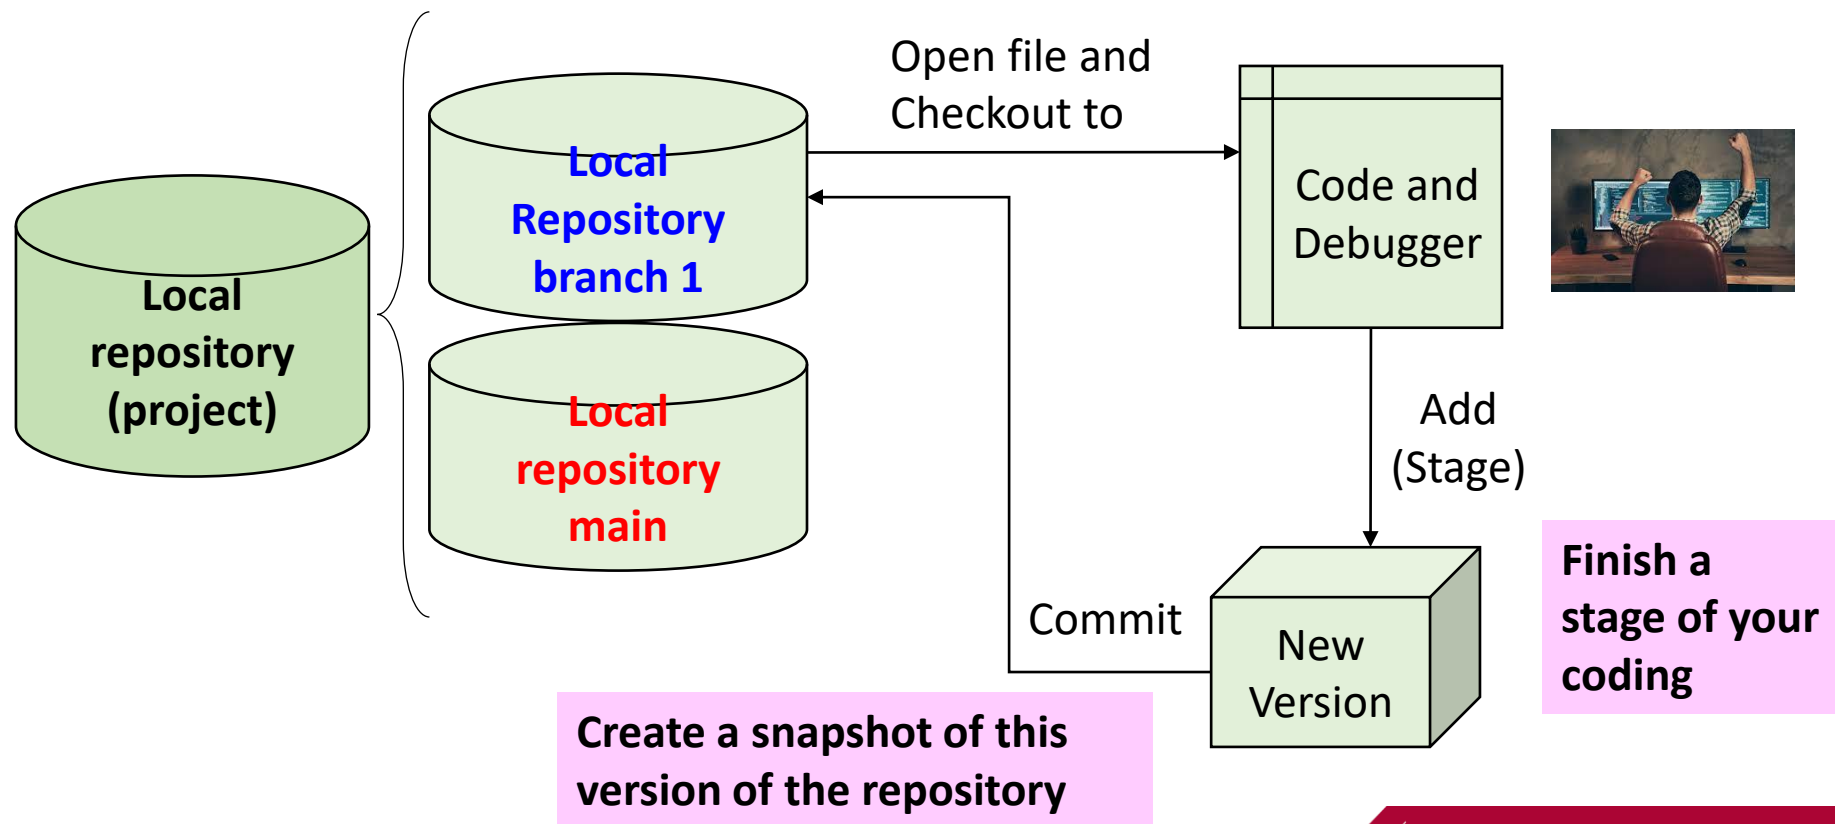 Local
repository
(project)
Local
Repository
branch 1
Local
repository
main
Open file and
Checkout to
Code and
Debugger
Add
(Stage)
New
Version
Commit
Finish a
stage of your
coding
Create a snapshot of this
version of the repository